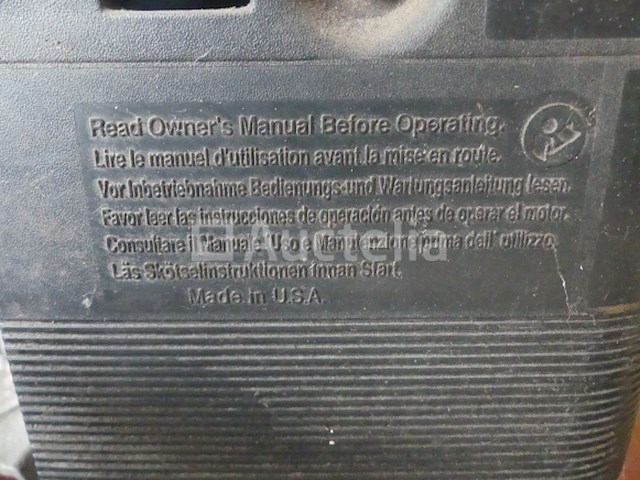 Read Owner's Manual Before Operating.
Lire le manuel d'utilisation avant la mise en route.
Vor Inbetriebnahme Bedienungs-und Wartungsanleitung lesen.
Favor leer las instrucciones de operación antes de operar el motor.
Consultare il Manuale Uso e Manutenzione prima dell' utilizzo.
Läs Skötselinstruktionen Innan Start.
Made in U.S.A.
Auctelia